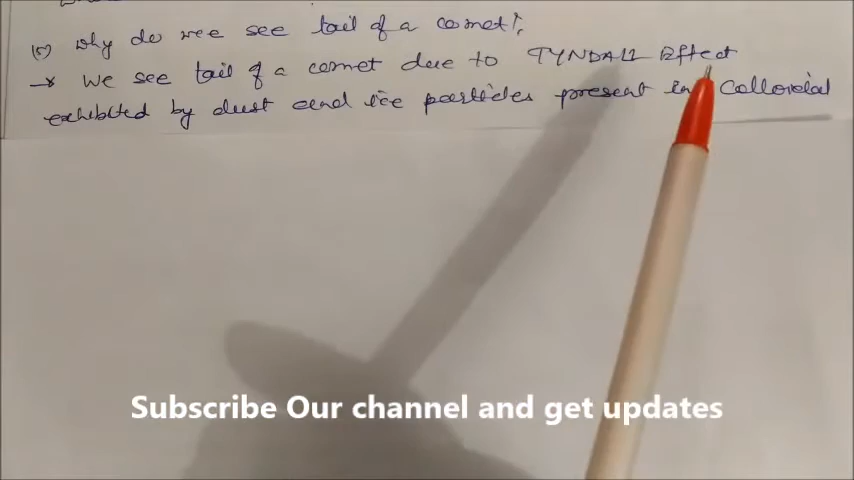 (c) why do we see tail of a comet?
→ We see tail of a comet due to TYNDALL Effect
exhibited by dust and ice particles present in Colloidal
Subscribe Our channel and get updates